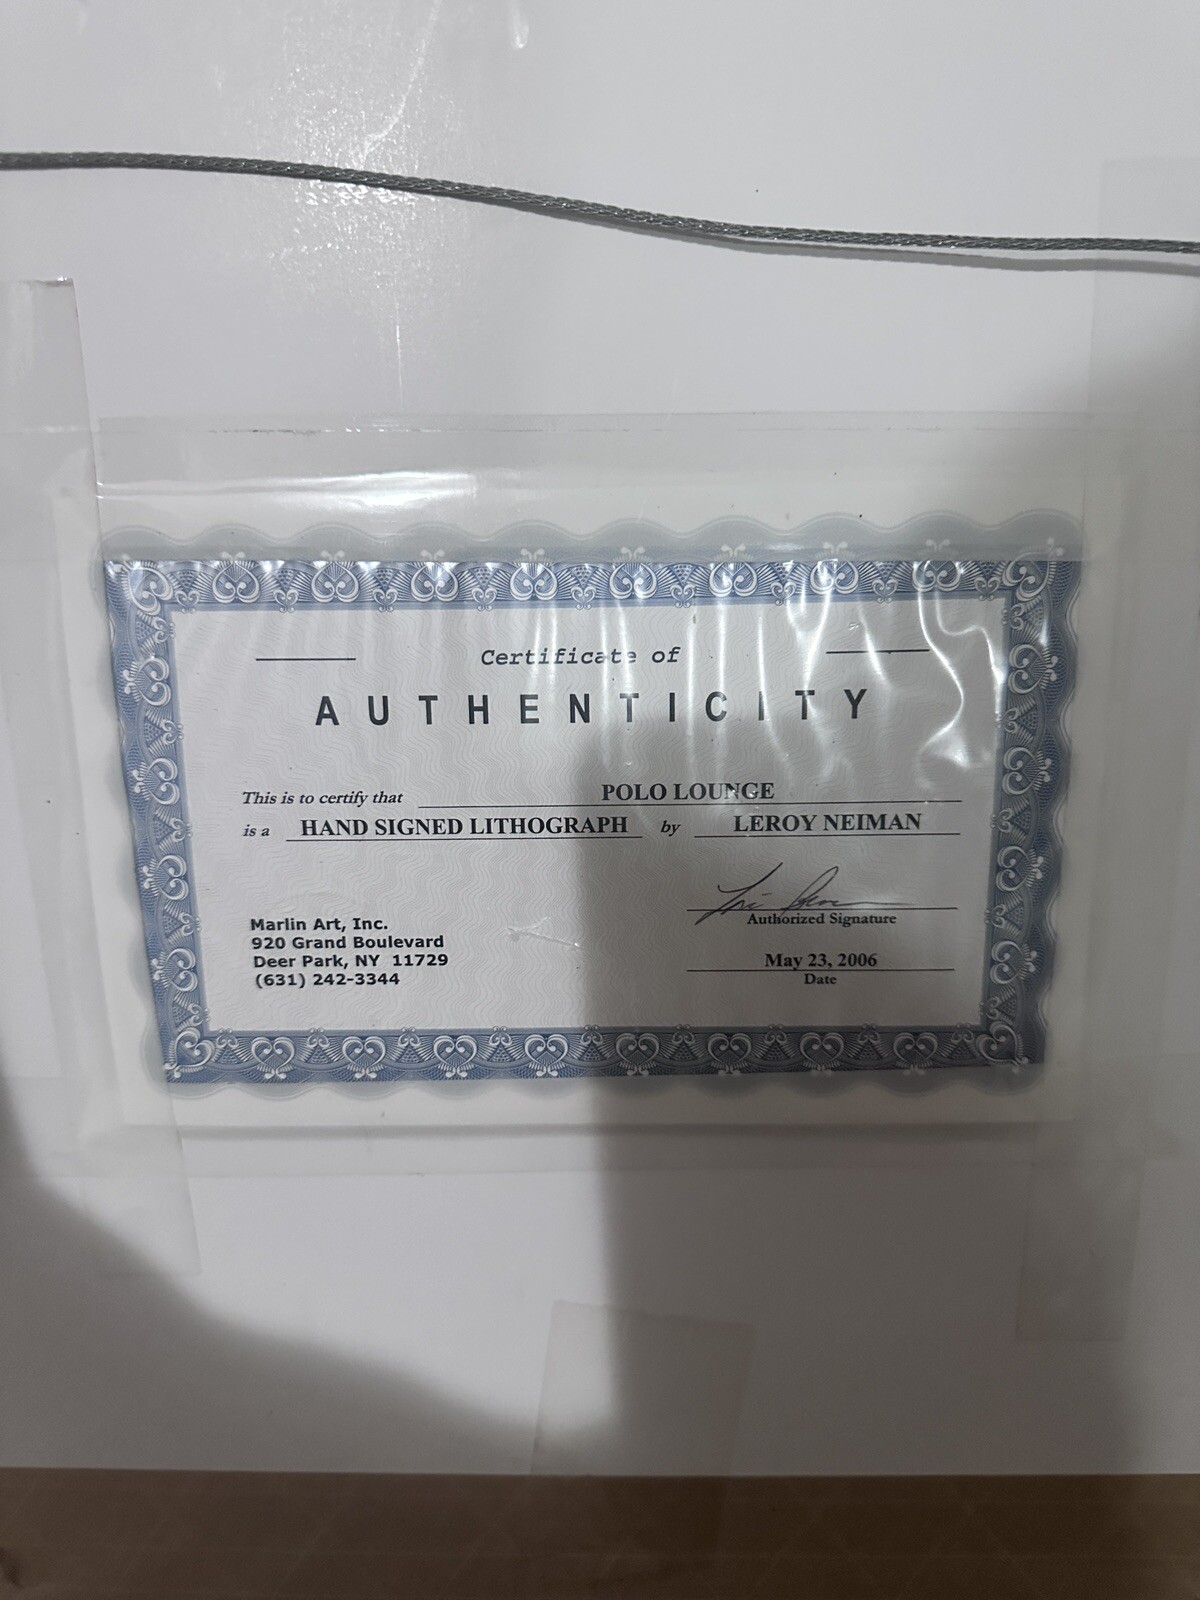 Certificate of
AUTHENTICITY
This is to certify that POLO LOUNGE
is a HAND SIGNED LITHOGRAPH by LEROY NEIMAN
Authorized Signature
Marlin Art, Inc.
920 Grand Boulevard
Deer Park, NY 11729
(631) 242-3344
May 23, 2006
Date